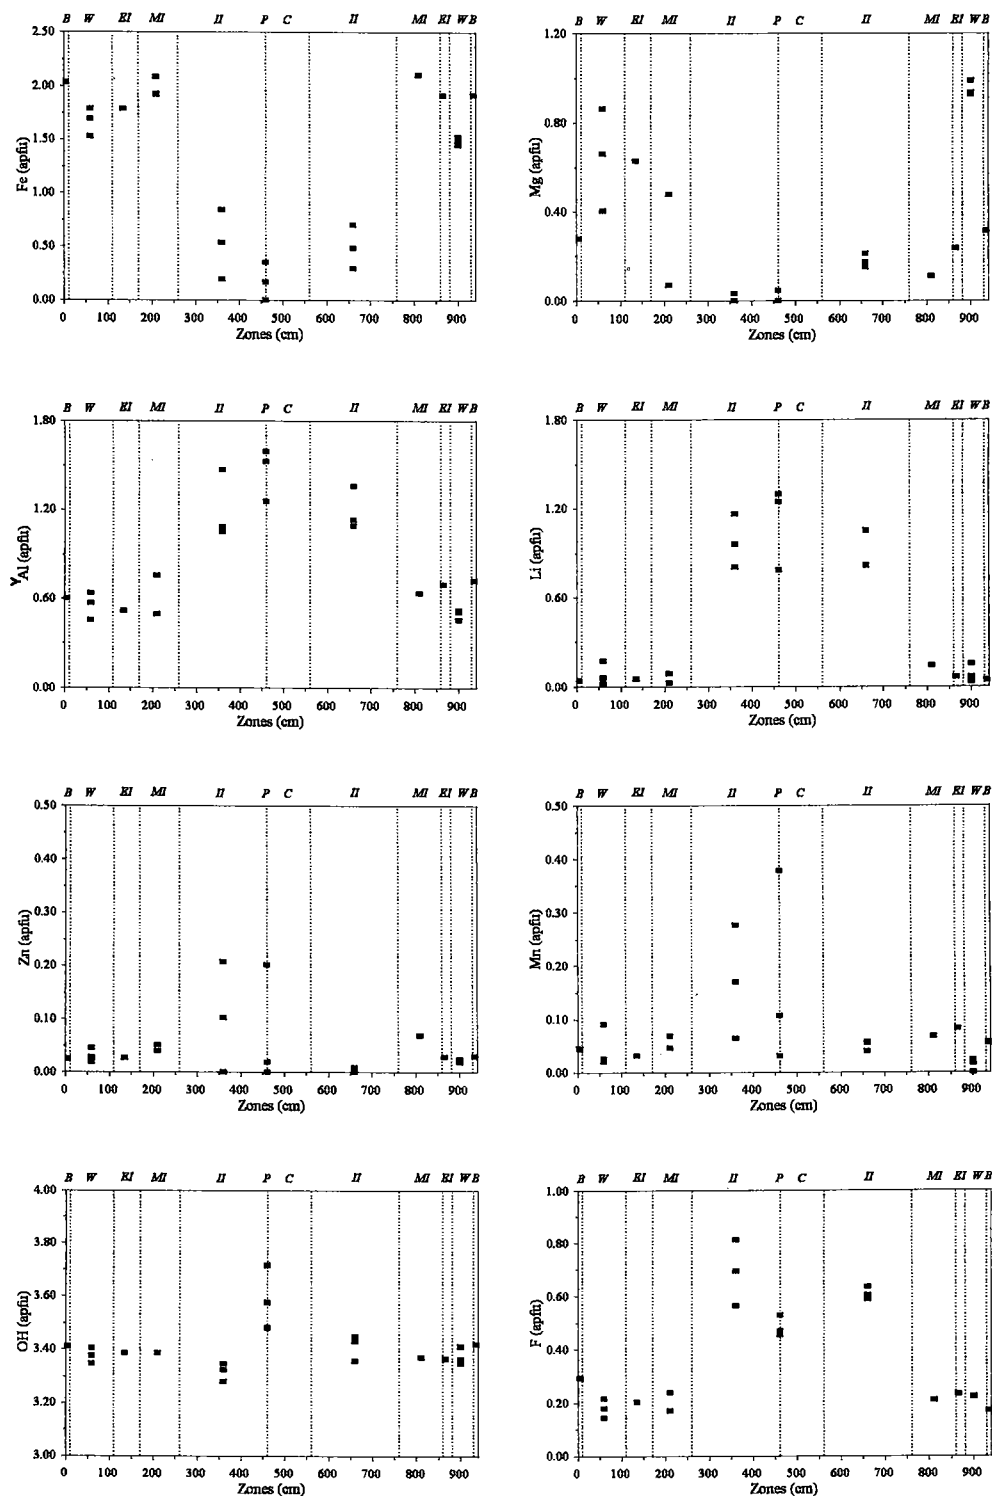 B W EI MI II P C II MI EI W B
2.50
2.00
1.50
1.00
0.50
0.00
Fe (apfu)
0 100 200 300 400 500 600 700 800 900
Zones (cm)
B W EI MI II P C II MI EI W B
1.20
0.80
0.40
0.00
Mg (apfu)
0 100 200 300 400 500 600 700 800 900
Zones (cm)
B W EI MI II P C II MI EI W B
1.80
1.20
0.60
0.00
YAl (apfu)
0 100 200 300 400 500 600 700 800 900
Zones (cm)
B W EI MI II P C II MI EI W B
1.80
1.20
0.60
0.00
Li (apfu)
0 100 200 300 400 500 600 700 800 900
Zones (cm)
B W EI MI II P C II MI EI W B
0.50
0.40
0.30
0.20
0.10
0.00
Zn (apfu)
0 100 200 300 400 500 600 700 800 900
Zones (cm)
B W EI MI II P C II MI EI W B
0.50
0.40
0.30
0.20
0.10
0.00
Mn (apfu)
0 100 200 300 400 500 600 700 800 900
Zones (cm)
B W EI MI II P C II MI EI W B
4.00
3.80
3.60
3.40
3.20
3.00
OH (apfu)
0 100 200 300 400 500 600 700 800 900
Zones (cm)
B W EI MI II P C II MI EI W B
1.00
0.80
0.60
0.40
0.20
0.00
F (apfu)
0 100 200 300 400 500 600 700 800 900
Zones (cm)